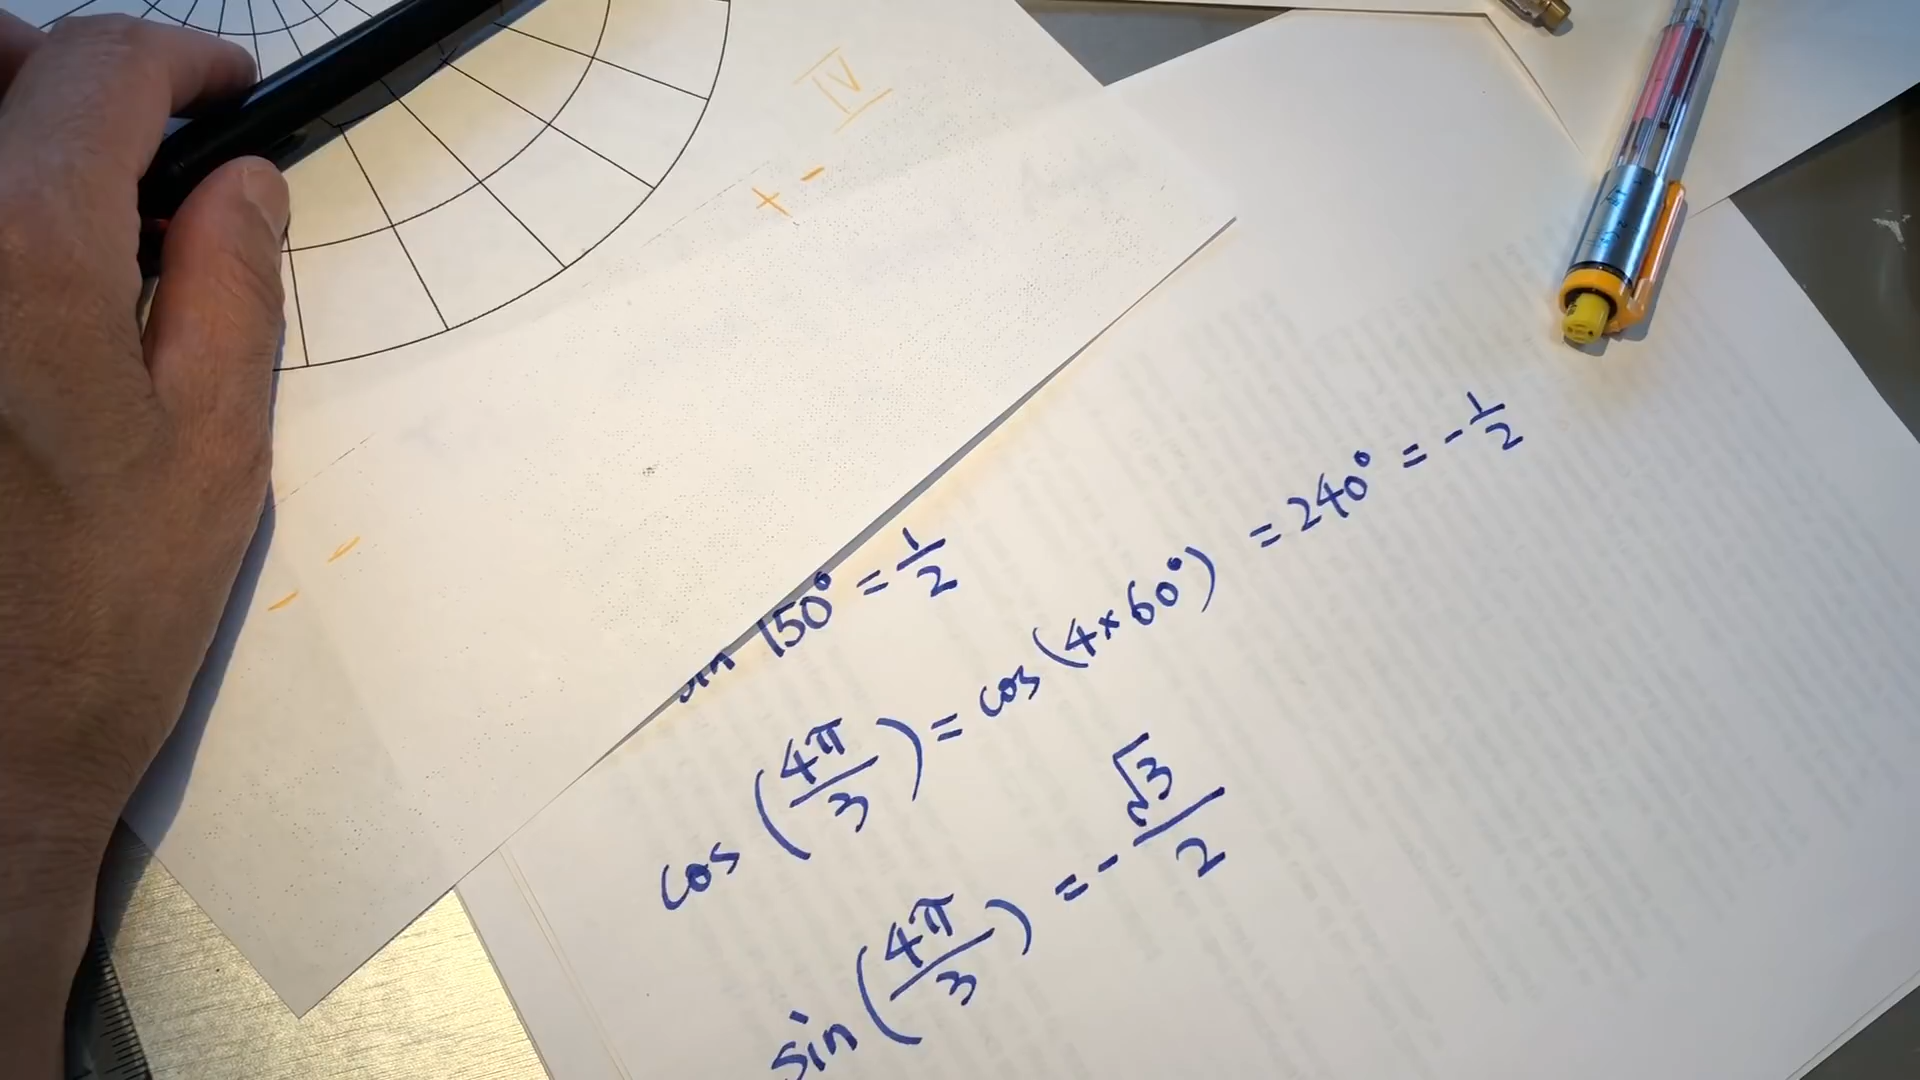 IV
+ -
- -
sin 150° = 1/2
cos (4π/3) = cos (4×60°) = 240° = - 1/2
sin (4π/3) = - √3/2